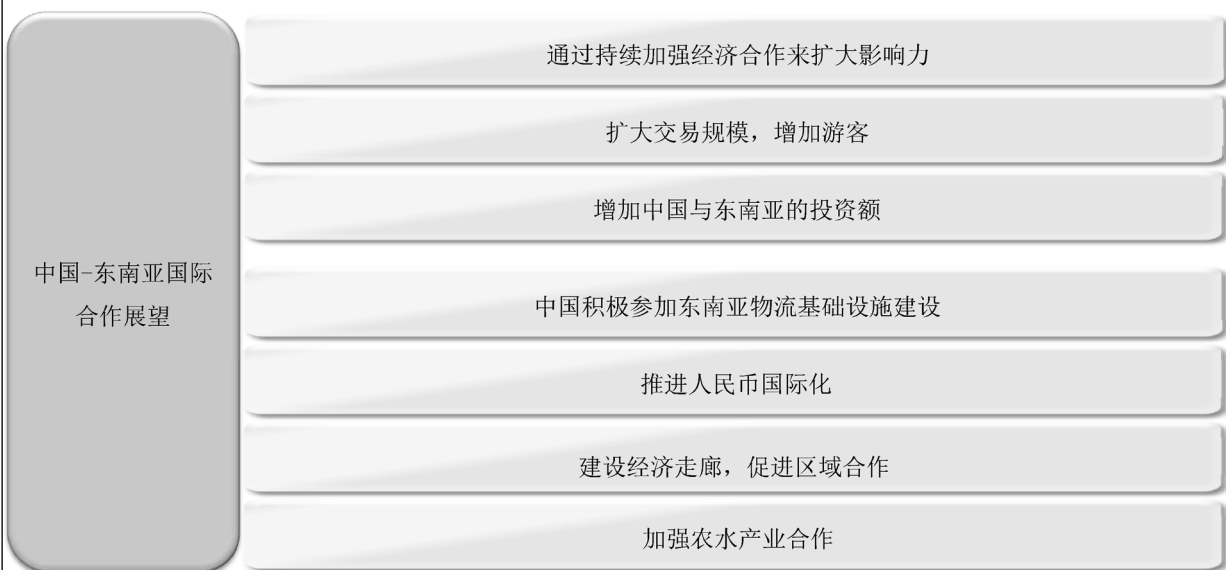 中国-东南亚国际
合作展望
通过持续加强经济合作来扩大影响力
扩大交易规模，增加游客
增加中国与东南亚的投资额
中国积极参加东南亚物流基础设施建设
推进人民币国际化
建设经济走廊，促进区域合作
加强农水产业合作